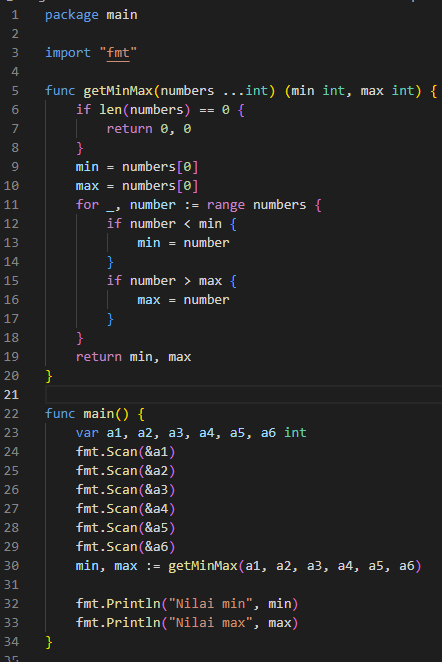 1 package main
2
3 import "fmt"
4
5 func getMinMax(numbers ...int) (min int, max int) {
6     if len(numbers) == 0 {
7         return 0, 0
8     }
9     min = numbers[0]
10     max = numbers[0]
11     for _, number := range numbers {
12         if number < min {
13             min = number
14         }
15         if number > max {
16             max = number
17         }
18     }
19     return min, max
20 }
21
22 func main() {
23     var a1, a2, a3, a4, a5, a6 int
24     fmt.Scan(&a1)
25     fmt.Scan(&a2)
26     fmt.Scan(&a3)
27     fmt.Scan(&a4)
28     fmt.Scan(&a5)
29     fmt.Scan(&a6)
30     min, max := getMinMax(a1, a2, a3, a4, a5, a6)
31
32     fmt.Println("Nilai min", min)
33     fmt.Println("Nilai max", max)
34 }
35